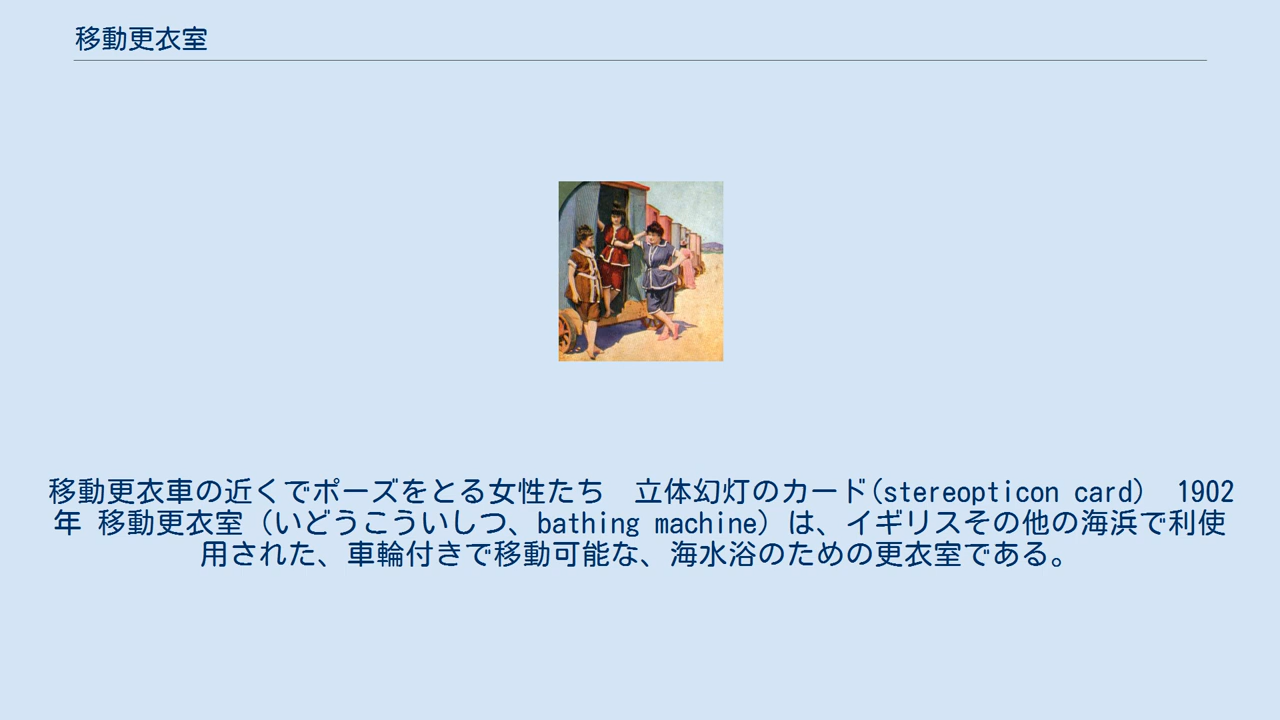 移動更衣室
移動更衣車の近くでポーズをとる女性たち　立体幻灯のカード(stereopticon card)　1902
年 移動更衣室（いどうこういしつ、bathing machine）は、イギリスその他の海浜で利使
用された、車輪付きで移動可能な、海水浴のための更衣室である。